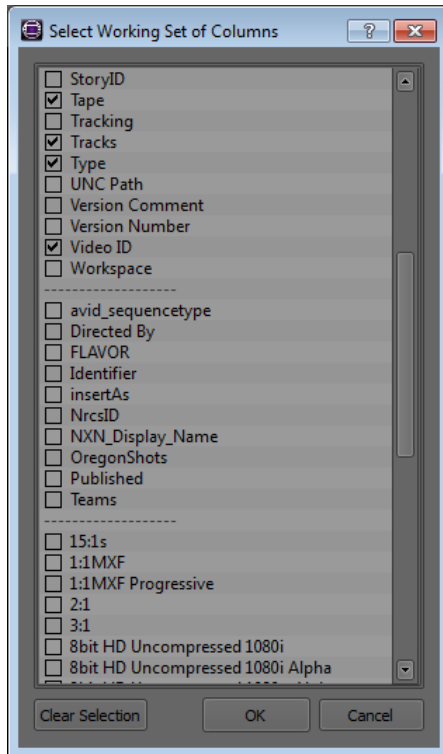 Select Working Set of Columns
StoryID
Tape
Tracking
Tracks
Type
UNC Path
Version Comment
Version Number
Video ID
Workspace
-------------------
avid_sequencetype
Directed By
FLAVOR
Identifier
insertAs
NrcsID
NXN_Display_Name
OregonShots
Published
Teams
-------------------
15:1s
1:1MXF
1:1MXF Progressive
2:1
3:1
8bit HD Uncompressed 1080i
8bit HD Uncompressed 1080i Alpha
Clear Selection
OK
Cancel